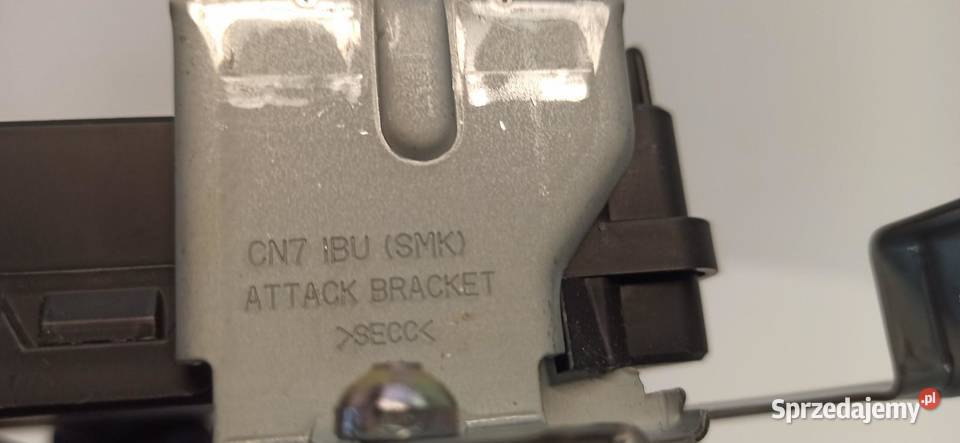 CN7 IBU (SMK)
ATTACK BRACKET
>SECC<
Sprzedajemy.pl